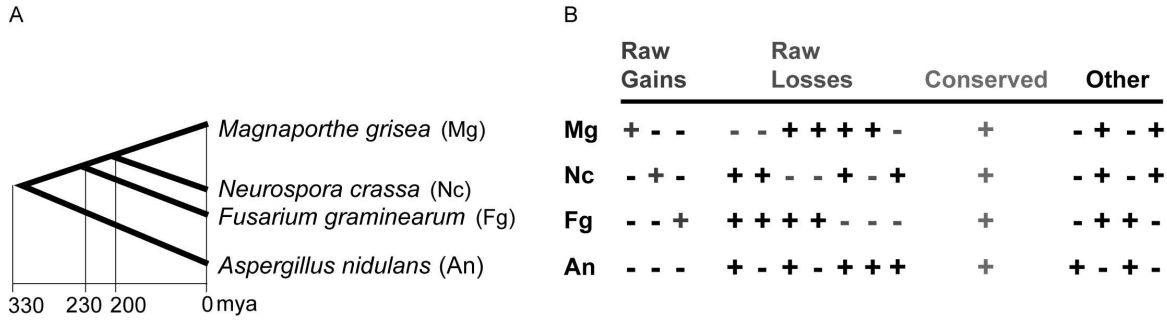 A
Magnaporthe grisea (Mg)
Neurospora crassa (Nc)
Fusarium graminearum (Fg)
Aspergillus nidulans (An)
330 230 200 0 mya
B
Raw Gains
Raw Losses
Conserved
Other
Mg + - - - - + + + + - + - + - +
Nc - + - + + - - + - + + - + - +
Fg - - + + + + + - - - + - + + -
An - - - + - + - + + + + + - + -